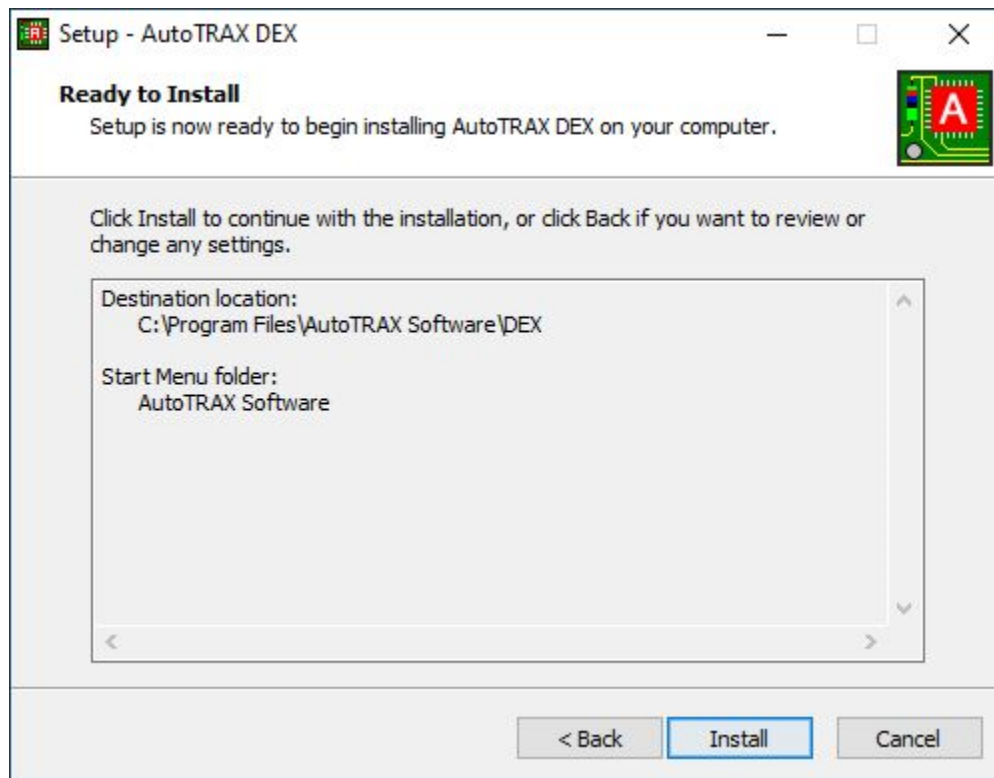 Setup - AutoTRAX DEX
Ready to Install
Setup is now ready to begin installing AutoTRAX DEX on your computer.
A
Click Install to continue with the installation, or click Back if you want to review or
change any settings.
Destination location:
C:\Program Files\AutoTRAX Software\DEX
Start Menu folder:
AutoTRAX Software
< Back
Install
Cancel